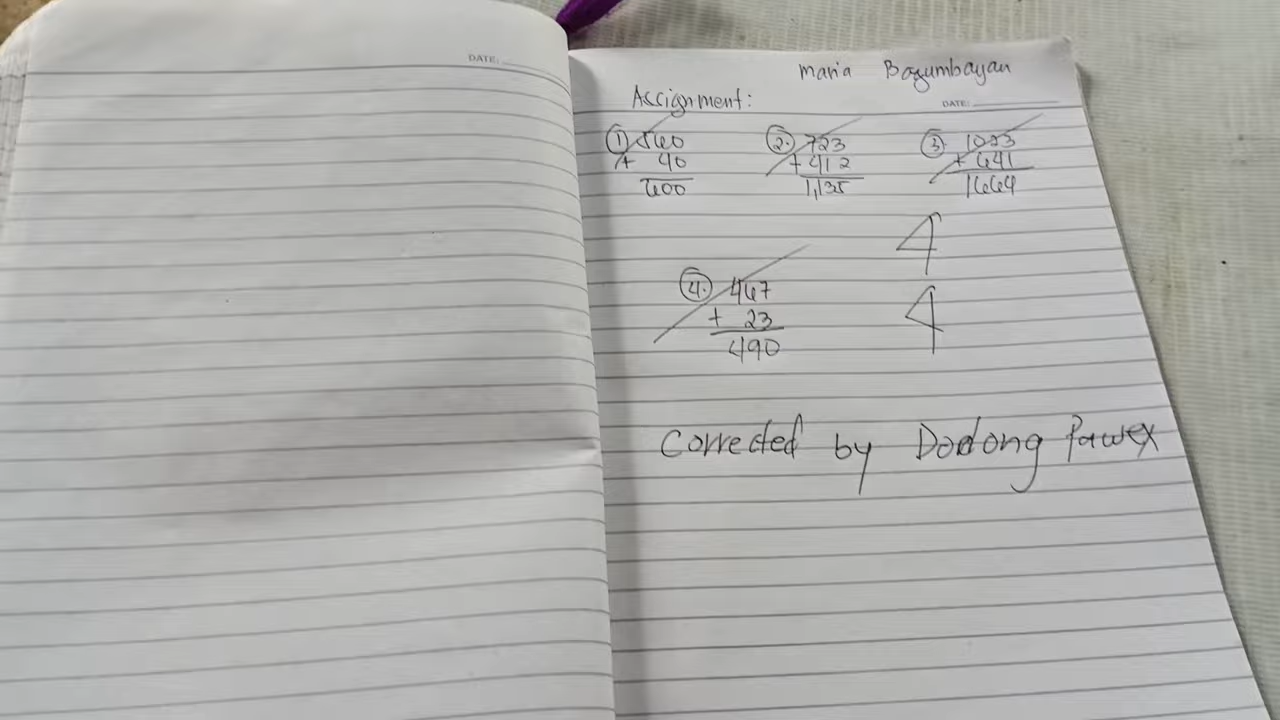 DATE:
Maria Bagumbayan
Assignment:
DATE:
1 560
+ 40
600
2. 723
+ 412
1,135
3. 1023
+ 641
1664
4. 467
+ 23
490
4
4
Corrected by Dodong Pawex